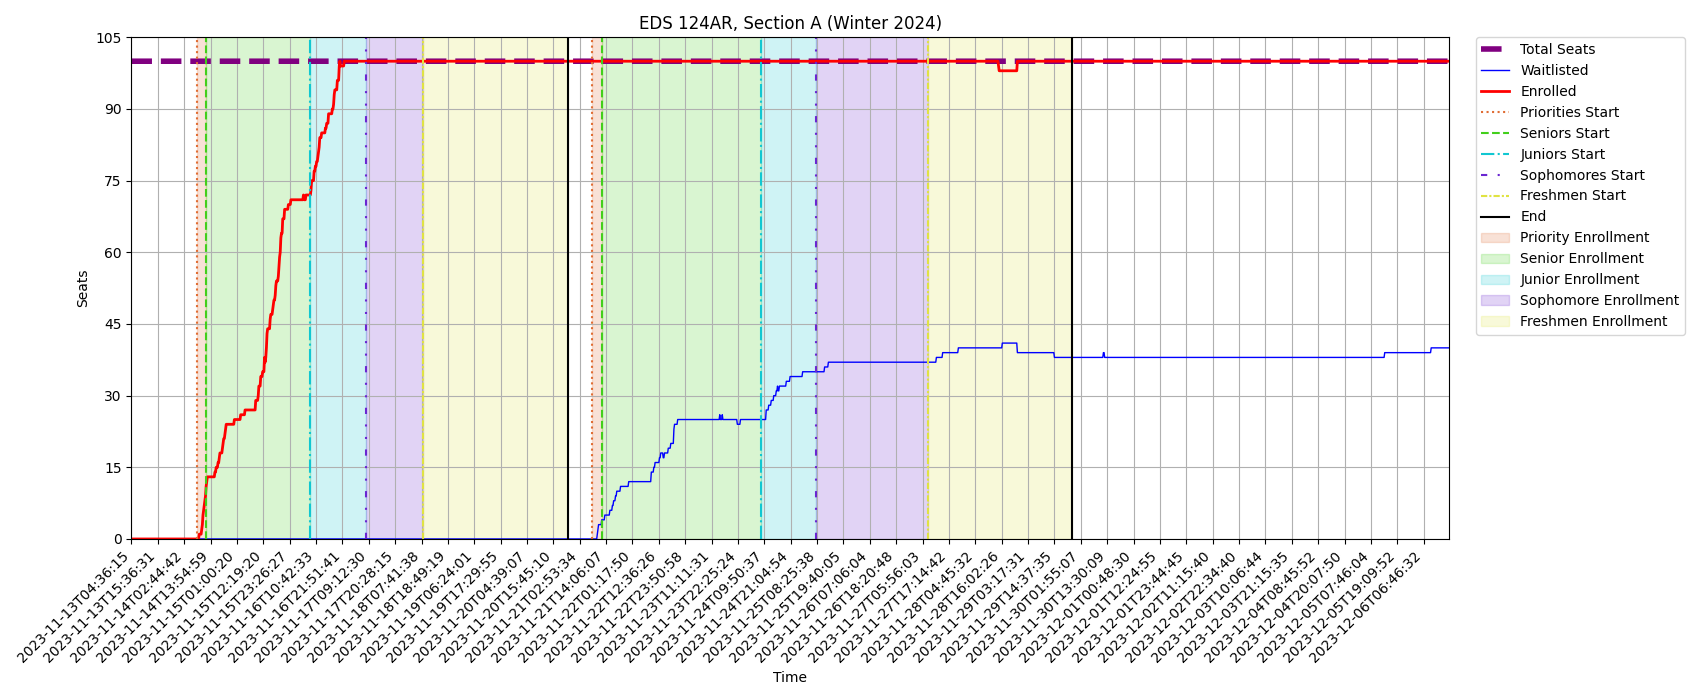 EDS 124AR, Section A (Winter 2024)
Seats
105
90
75
60
45
30
15
0
2023-11-13T04:36:15
2023-11-13T15:36:31
2023-11-14T02:44:42
2023-11-14T13:54:59
2023-11-15T01:00:20
2023-11-15T12:19:20
2023-11-15T23:26:27
2023-11-16T10:42:33
2023-11-16T21:51:41
2023-11-17T09:12:30
2023-11-17T20:28:15
2023-11-18T07:41:38
2023-11-18T18:49:19
2023-11-19T06:24:01
2023-11-19T17:29:55
2023-11-20T04:39:07
2023-11-20T15:45:10
2023-11-21T02:53:34
2023-11-21T14:06:07
2023-11-22T01:17:50
2023-11-22T12:36:26
2023-11-22T23:50:58
2023-11-23T11:11:31
2023-11-23T22:25:24
2023-11-24T09:50:37
2023-11-24T21:04:54
2023-11-25T08:25:38
2023-11-25T19:40:05
2023-11-26T07:06:04
2023-11-26T18:20:48
2023-11-27T05:56:03
2023-11-27T17:14:42
2023-11-28T04:45:32
2023-11-28T16:02:26
2023-11-29T03:17:31
2023-11-29T14:37:35
2023-11-30T01:55:07
2023-11-30T13:30:09
2023-12-01T00:48:30
2023-12-01T12:24:55
2023-12-01T23:44:45
2023-12-02T11:15:40
2023-12-02T22:34:40
2023-12-03T10:06:44
2023-12-03T21:15:35
2023-12-04T08:45:52
2023-12-04T20:07:50
2023-12-05T07:46:04
2023-12-05T19:09:52
2023-12-06T06:46:32
Time
Total Seats
Waitlisted
Enrolled
Priorities Start
Seniors Start
Juniors Start
Sophomores Start
Freshmen Start
End
Priority Enrollment
Senior Enrollment
Junior Enrollment
Sophomore Enrollment
Freshmen Enrollment